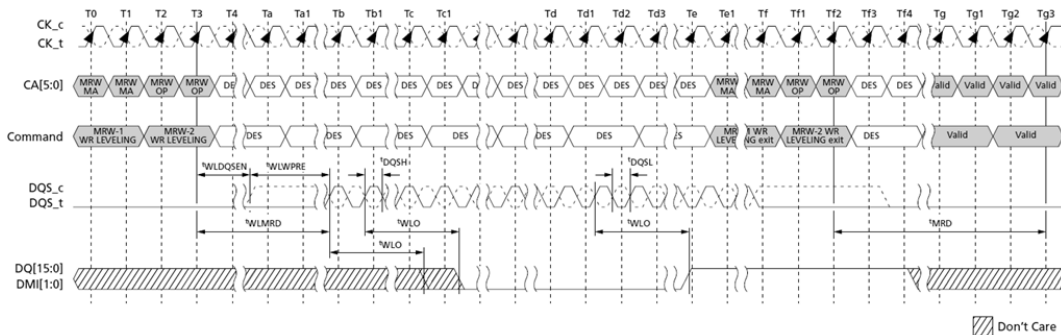 T0 T1 T2 T3 T4 Ta Ta1 Tb Tb1 Tc Tc1 Td Td1 Td2 Td3 Te Te1 Tf Tf1 Tf2 Tf3 Tf4 Tg Tg1 Tg2 Tg3
CK_c
CK_t
CA[5:0] MRW MA MRW MA MRW OP MRW OP DES DES DES DES DES DES DES DES DES DES DES MRW MA MRW MA MRW OP MRW OP DES DES Valid Valid Valid
Command MRW-1 WR LEVELING MRW-2 WR LEVELING DES DES DES DES DES DES MRW-2 WR LEVELING exit DES Valid Valid
tWLDQSEN tWLWPRE tDQSH tDQSL
DQS_c
DQS_t
tWLMRD tWLO tWLO tMRD
tWLO
DQ[15:0]
DMI[1:0]
Don't Care